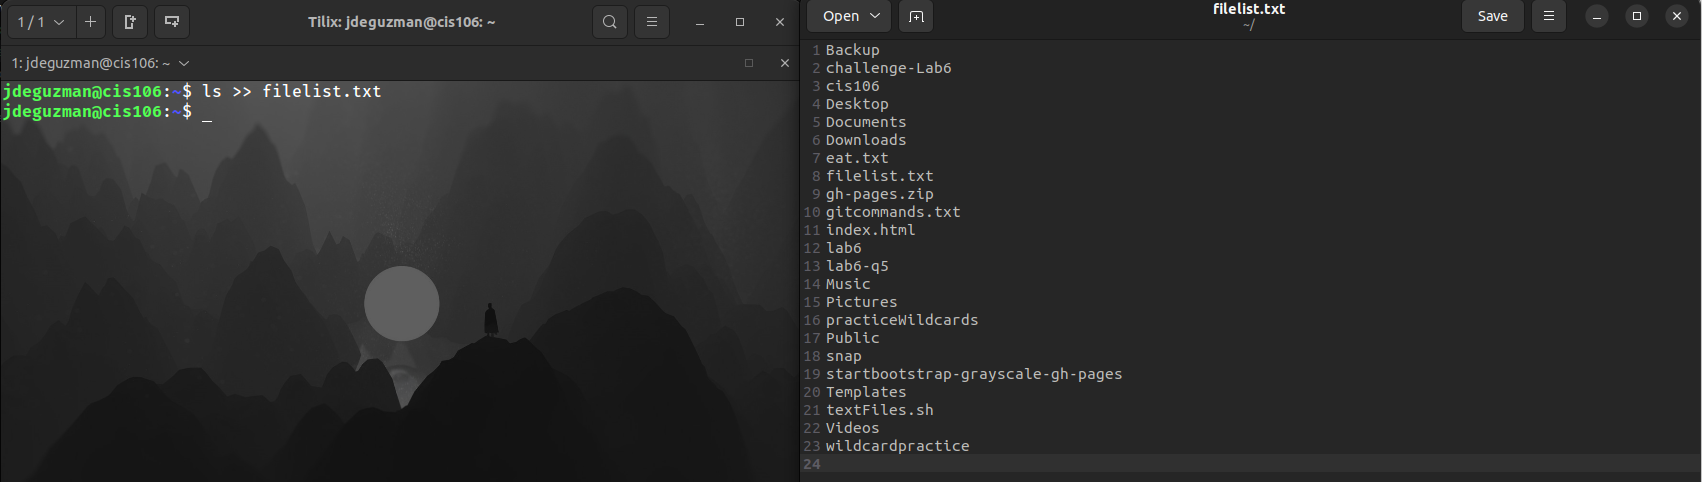 1 / 1
Tilix: jdeguzman@cis106: ~
1: jdeguzman@cis106: ~
jdeguzman@cis106:~$ ls >> filelist.txt
jdeguzman@cis106:~$ _
Open
filelist.txt
~/
Save
1 Backup
2 challenge-Lab6
3 cis106
4 Desktop
5 Documents
6 Downloads
7 eat.txt
8 filelist.txt
9 gh-pages.zip
10 gitcommands.txt
11 index.html
12 lab6
13 lab6-q5
14 Music
15 Pictures
16 practiceWildcards
17 Public
18 snap
19 startbootstrap-grayscale-gh-pages
20 Templates
21 textFiles.sh
22 Videos
23 wildcardpractice
24